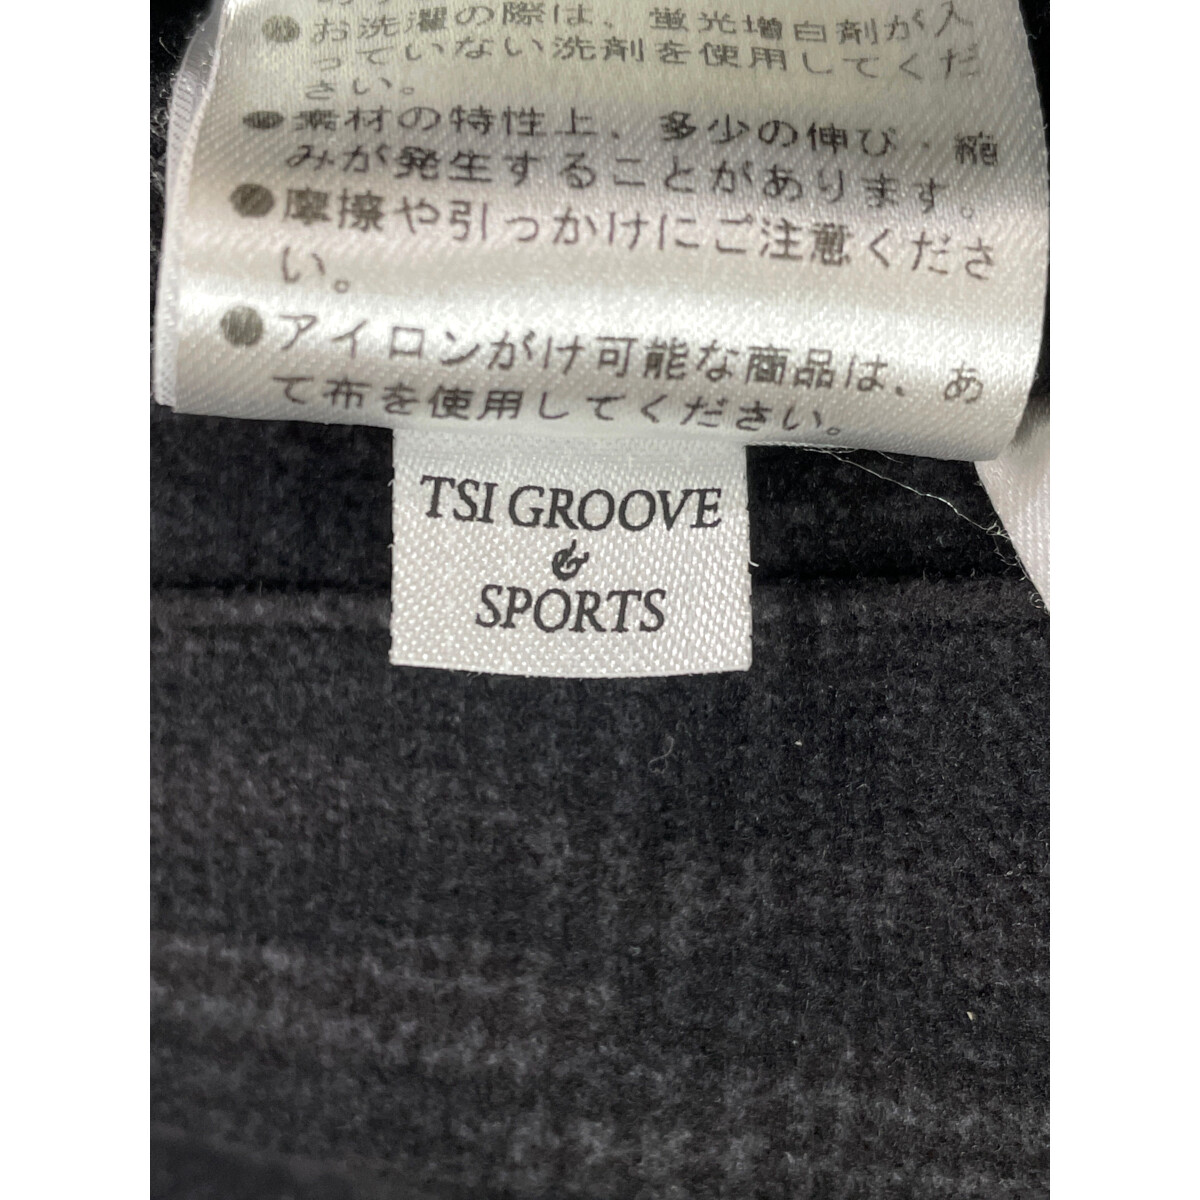 ●お洗濯の際は、蛍光増白剤が入
っていない洗剤を使用してくだ
さい。
●素材の特性上、多少の伸び・縮
みが発生することがあります。
●摩擦や引っかけにご注意くださ
い。
●アイロンがけ可能な商品は、あ
て布を使用してください。
TSI GROOVE
&
SPORTS